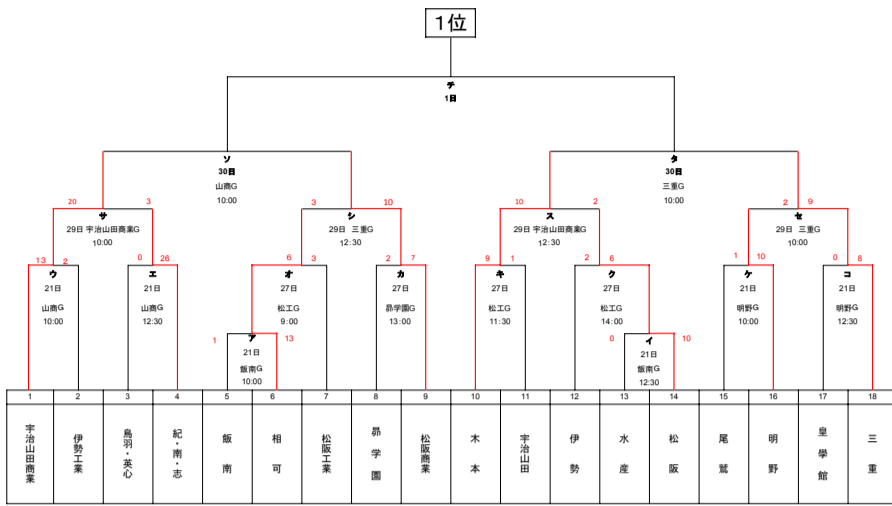 1位
チ
1日
ソ
30日
山商G
10:00
タ
30日
三重G
10:00
20 3
サ
29日 宇治山田商業G
10:00
3 10
シ
29日 三重G
12:30
10 2
ス
29日 宇治山田商業G
12:30
2 9
セ
29日 三重G
10:00
13 2
ウ
21日
山商G
10:00
0 26
エ
21日
山商G
12:30
6 3
オ
27日
松工G
9:00
2 7
カ
27日
昴学園G
13:00
9 1
キ
27日
松工G
11:30
2 6
ク
27日
松工G
14:00
1 10
ケ
21日
明野G
10:00
0 8
コ
21日
明野G
12:30
1 13
ア
21日
飯南G
10:00
0 10
イ
21日
飯南G
12:30
1 2 3 4 5 6 7 8 9 10 11 12 13 14 15 16 17 18
宇治山田商業
伊勢工業
鳥羽・英心
紀・南・志
飯南
相可
松阪工業
昴学園
松阪商業
木本
宇治山田
伊勢
水産
松阪
尾鷲
明野
皇學館
三重